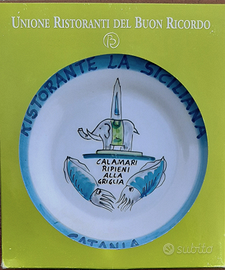 UNIONE RISTORANTI DEL BUON RICORDO
RISTORANTE LA SICILIANA
CALAMARI
RIPIENI
ALLA
GRIGLIA
CATANIA
subito